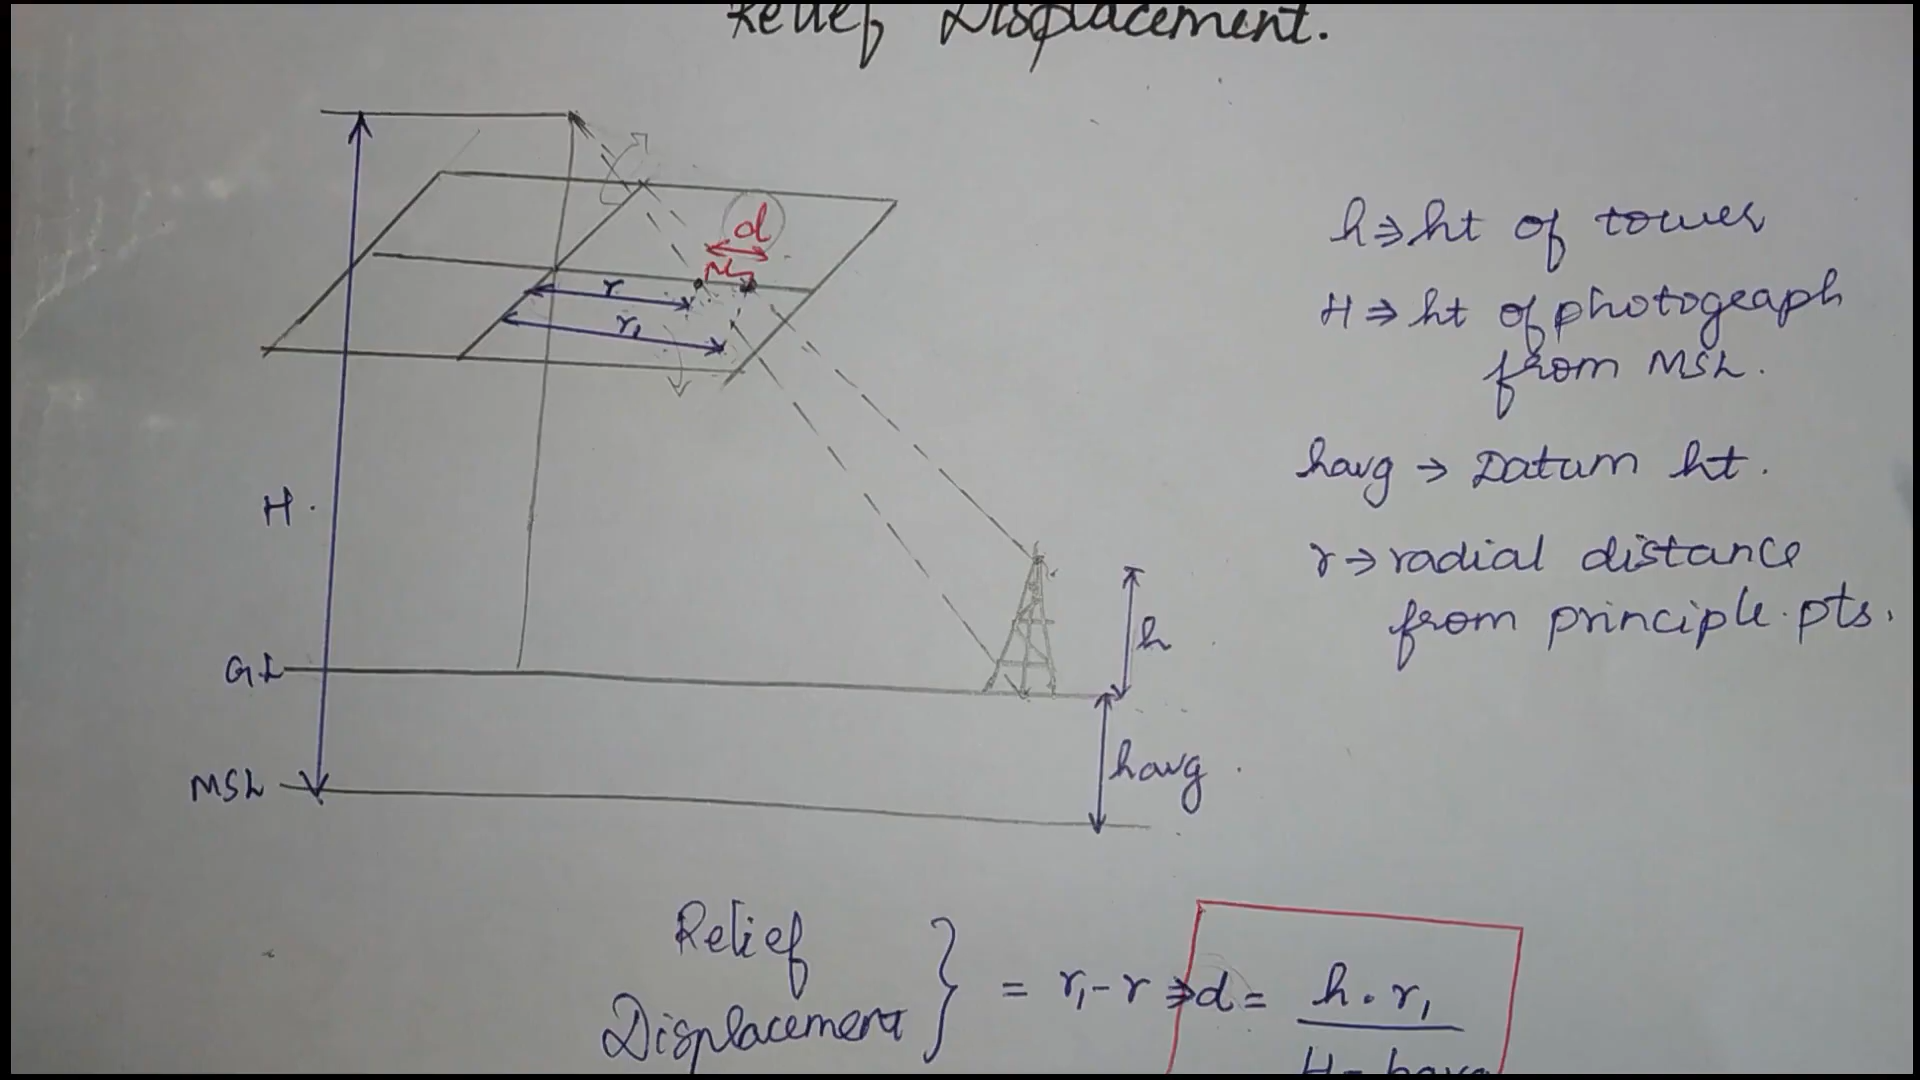 Relief Displacement.
d
r
r₁
H.
h
GL
havg.
MSL
h⇒ht of tower
H⇒ht of photograph
from MSL.
havg → Datum ht.
r→radial distance
from principle.pts.
Relief
Displacement } = r₁-r ⇒d = h.r₁
H-havg